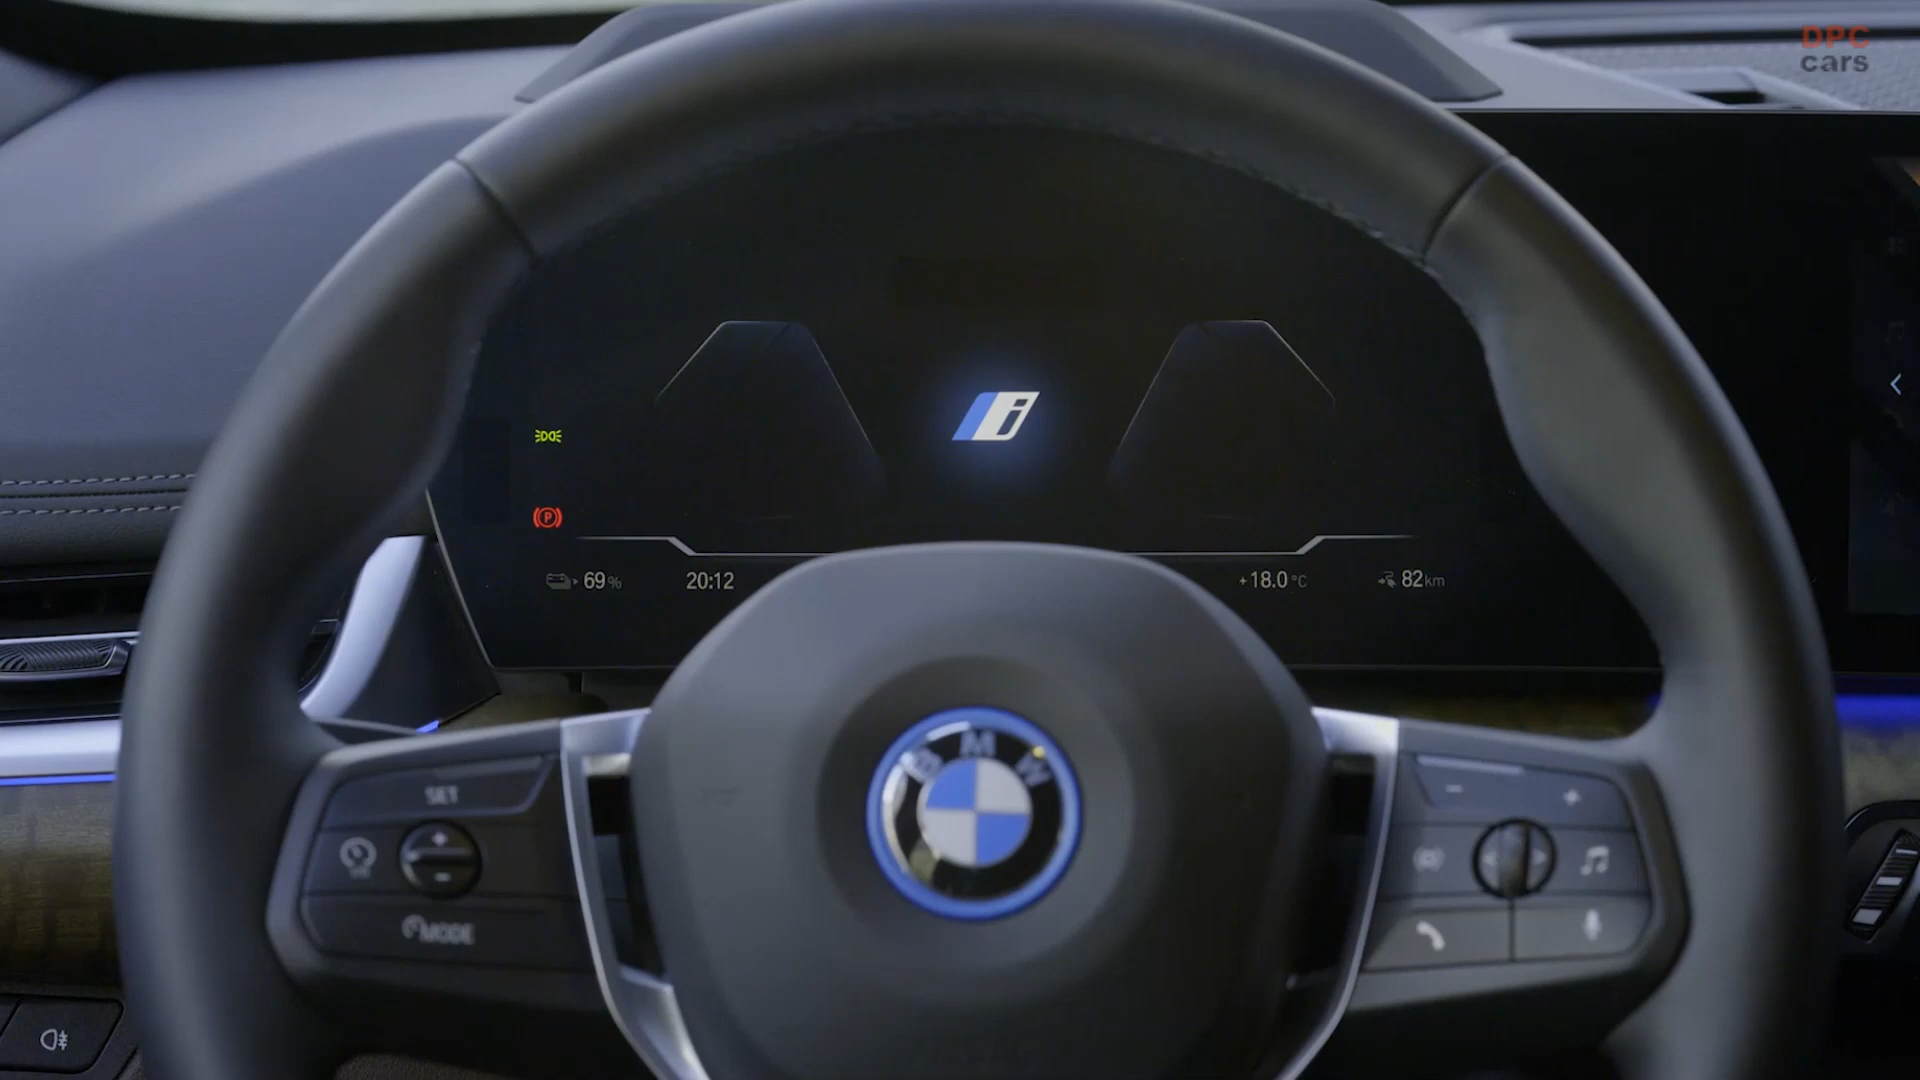 DPC
cars
i
P
69%
20:12
+18.0°C
82km
BMW
SET
+
-
MODE
- +